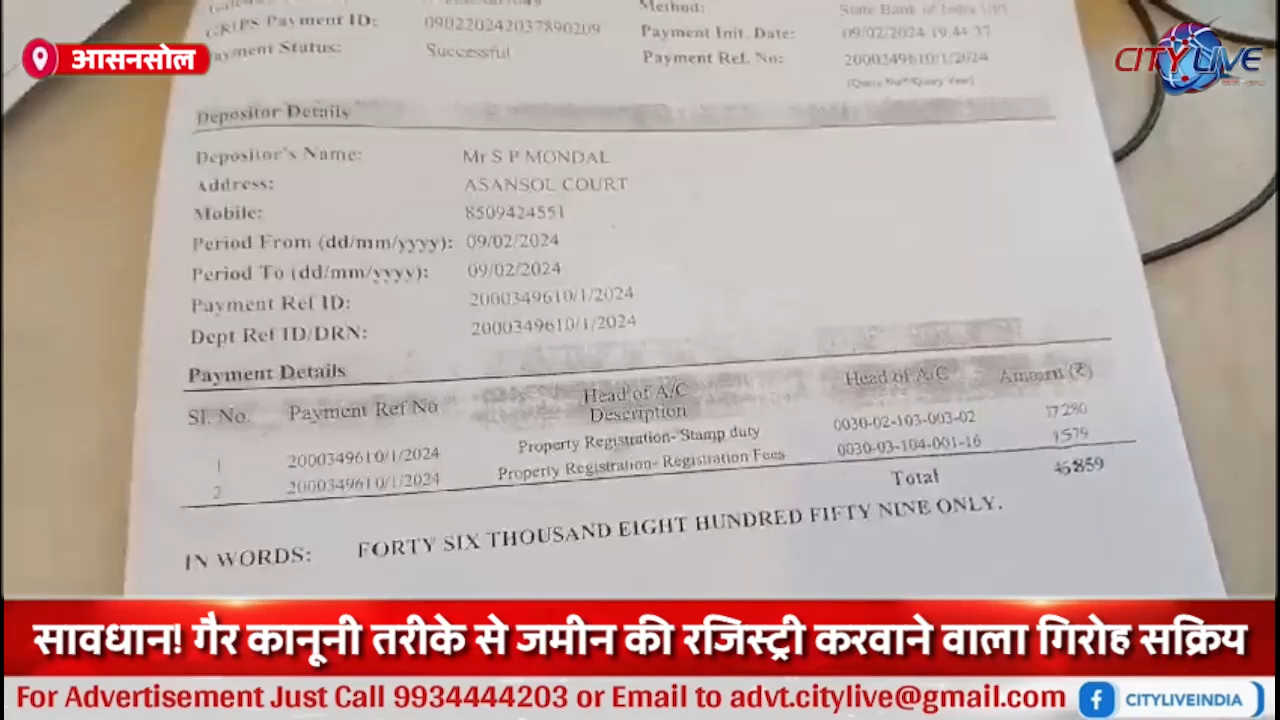 GRIPS Payment ID: 090220242037890209
Payment Status: Successful
Method: State Bank of India UPI
Payment Init. Date: 09/02/2024 19:44:37
Payment Ref. No: 2000349610/1/2024
आसनसोल
CITY LIVE
Depositor Details
Depositor's Name: Mr S P MONDAL
Address: ASANSOL COURT
Mobile: 8509424551
Period From (dd/mm/yyyy): 09/02/2024
Period To (dd/mm/yyyy): 09/02/2024
Payment Ref ID: 2000349610/1/2024
Dept Ref ID/DRN: 2000349610/1/2024
Payment Details
Sl. No. Payment Ref No Head of A/C Description Head of A/C Amount (₹)
1 2000349610/1/2024 Property Registration- Stamp duty 0030-02-103-003-02
2 2000349610/1/2024 Property Registration- Registration Fees 0030-03-104-001-16
Total 46859
IN WORDS: FORTY SIX THOUSAND EIGHT HUNDRED FIFTY NINE ONLY.
सावधान! गैर कानूनी तरीके से जमीन की रजिस्ट्री करवाने वाला गिरोह सक्रिय
For Advertisement Just Call 9934444203 or Email to advt.citylive@gmail.com
CITYLIVEINDIA